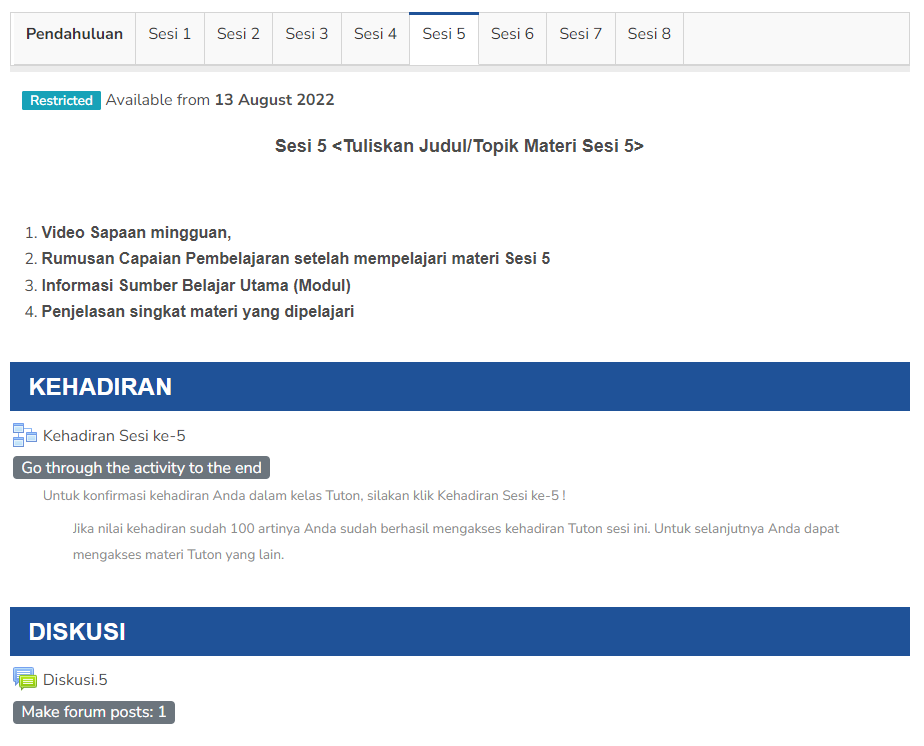 Pendahuluan Sesi 1 Sesi 2 Sesi 3 Sesi 4 Sesi 5 Sesi 6 Sesi 7 Sesi 8
Restricted Available from 13 August 2022
Sesi 5 <Tuliskan Judul/Topik Materi Sesi 5>
1. Video Sapaan mingguan,
2. Rumusan Capaian Pembelajaran setelah mempelajari materi Sesi 5
3. Informasi Sumber Belajar Utama (Modul)
4. Penjelasan singkat materi yang dipelajari
KEHADIRAN
Kehadiran Sesi ke-5
Go through the activity to the end
Untuk konfirmasi kehadiran Anda dalam kelas Tuton, silakan klik Kehadiran Sesi ke-5 !
Jika nilai kehadiran sudah 100 artinya Anda sudah berhasil mengakses kehadiran Tuton sesi ini. Untuk selanjutnya Anda dapat
mengakses materi Tuton yang lain.
DISKUSI
Diskusi.5
Make forum posts: 1